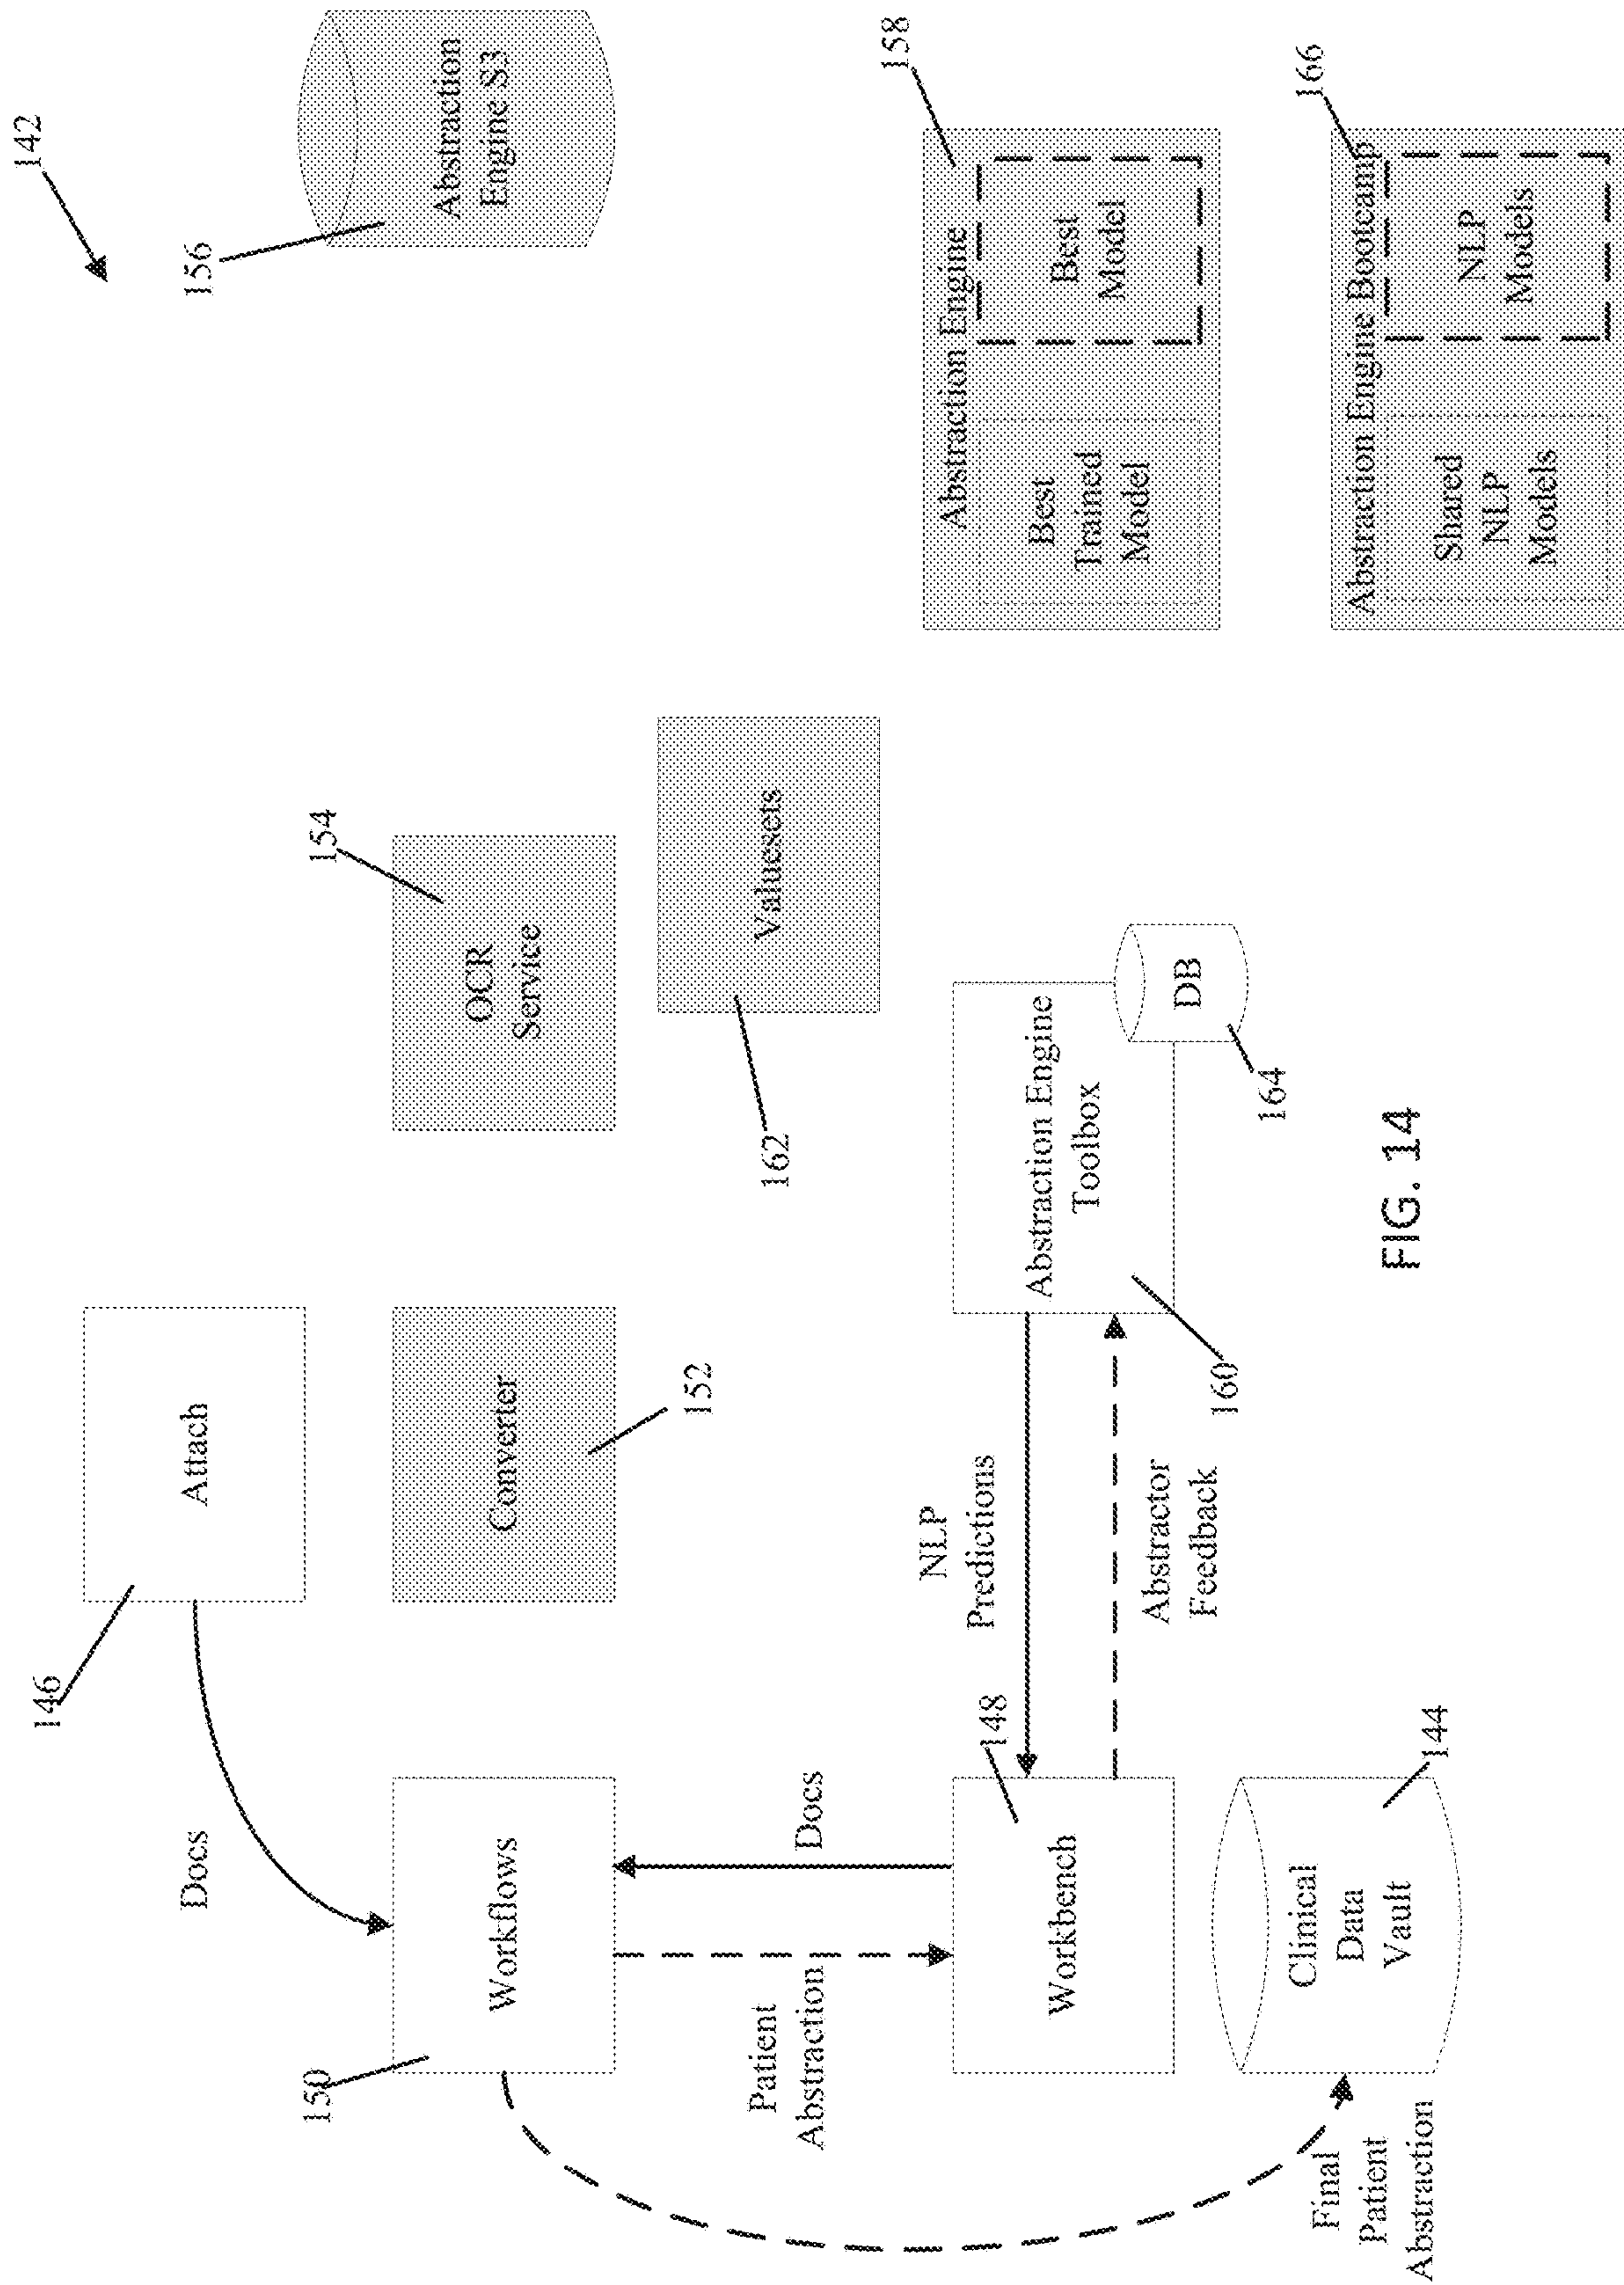 142
146
Attach
156
Abstraction
Engine S3
Docs
150
Workflows
Converter
152
OCR
Service
154
Patient
Abstraction
Docs
162
Valuesets
148
Workbench
NLP
Predictions
Abstractor
Feedback
Abstraction Engine
Toolbox
160
DB
164
Abstraction Engine
158
Best
Trained
Model
Best
Model
Final
Patient
Abstraction
Clinical
Data
Vault
144
Abstraction Engine Bootcamp
166
Shared
NLP
Models
NLP
Models
FIG. 14